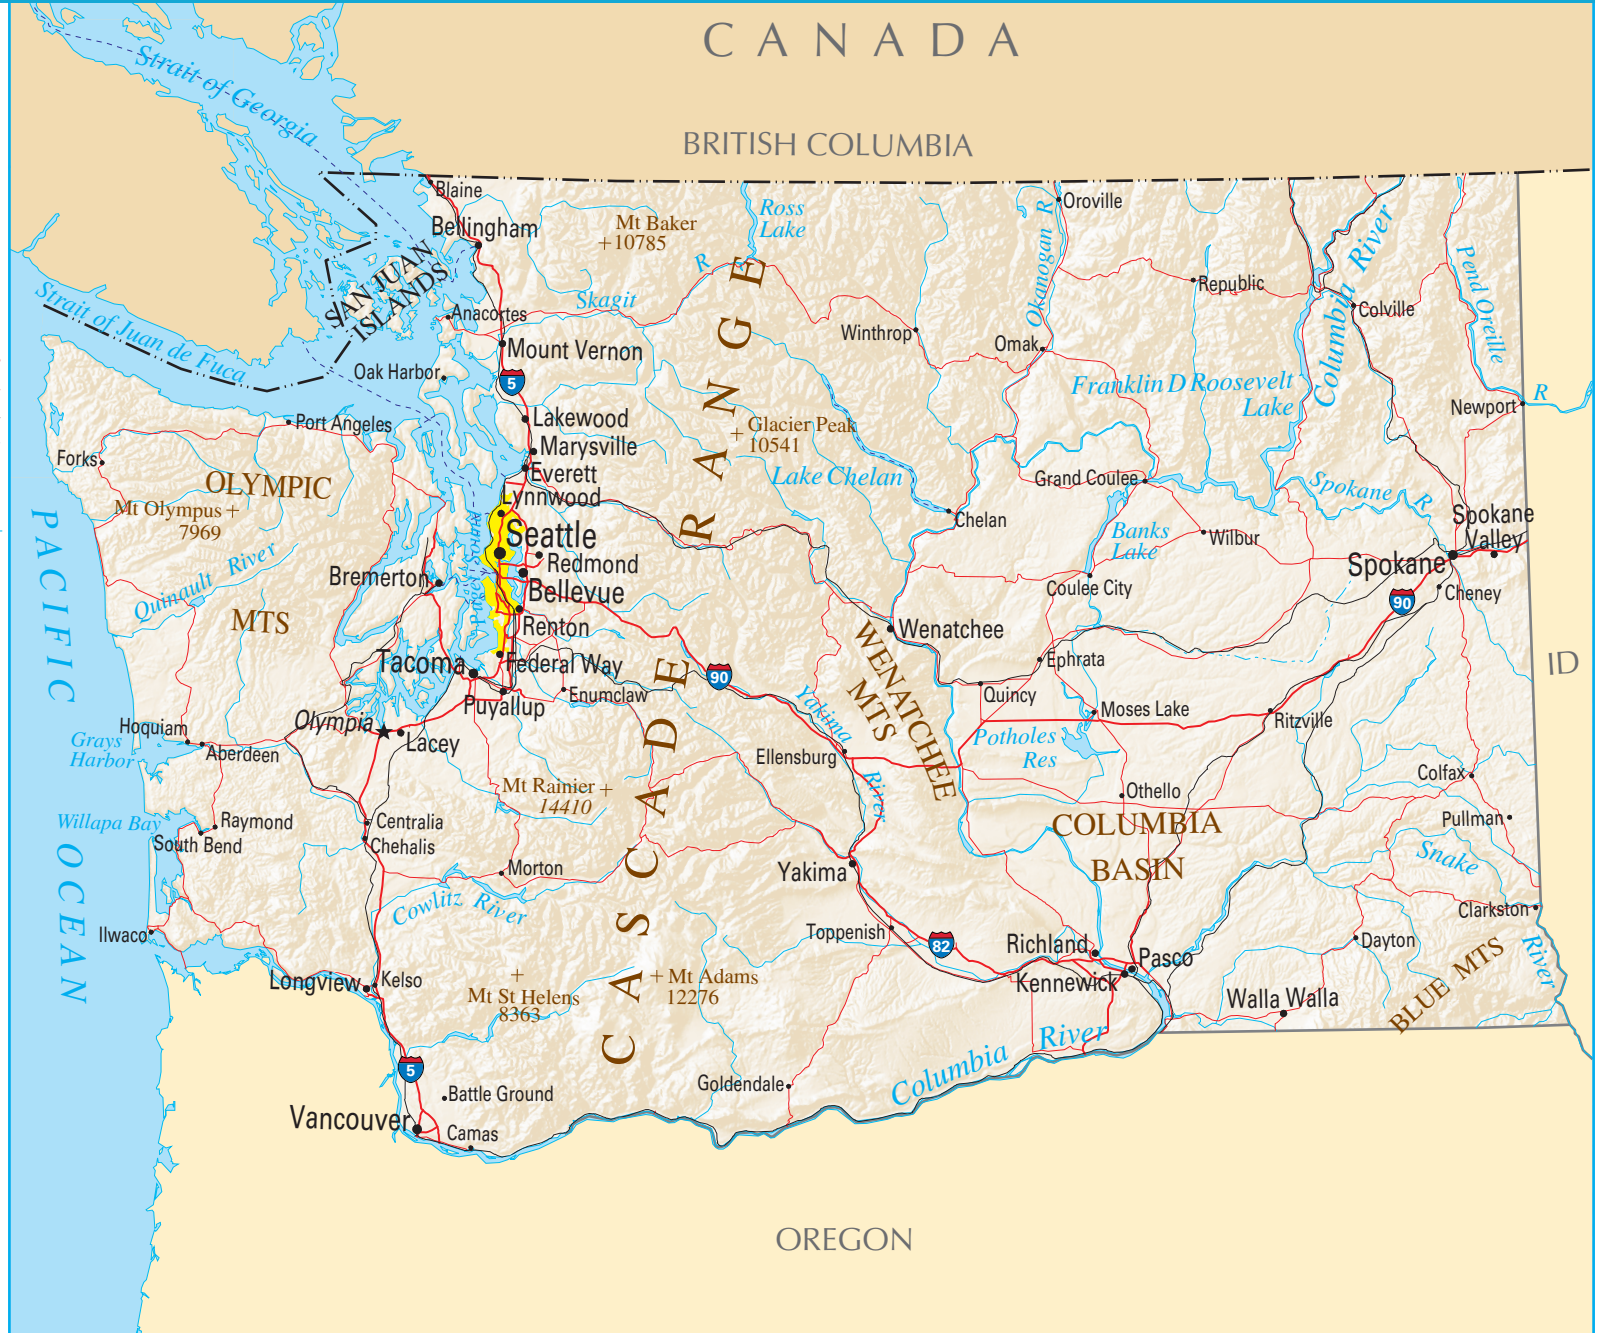 CANADA
BRITISH COLUMBIA
Strait of Georgia
Blaine
Bellingham
Mt Baker
+10785
Ross
Lake
Oroville
Okanogan R
Columbia River
Pend Oreille
R
SAN JUAN
ISLANDS
Strait of Juan de Fuca
Anacortes
Skagit R
Republic
Colville
Winthrop
Omak
Mount Vernon
Oak Harbor
5
Franklin D Roosevelt
Lake
Newport
Port Angeles
Lakewood
Glacier Peak
+
10541
Forks
Marysville
Everett
Lake Chelan
Grand Coulee
Spokane R
OLYMPIC
MTS
Mt Olympus +
7969
Lynnwood
Chelan
Banks
Lake
Wilbur
Spokane
Valley
Seattle
Redmond
Spokane
PACIFIC OCEAN
Quinault River
Bremerton
Puget Sound
Bellevue
Coulee City
90
Cheney
Renton
Wenatchee
WENATCHEE
MTS
Tacoma
Federal Way
90
Ephrata
ID
Enumclaw
Quincy
Puyallup
Moses Lake
Ritzville
Olympia
Lacey
Yakima River
Hoquiam
Grays
Harbor
Aberdeen
Ellensburg
Potholes
Res
Mt Rainier +
14410
Othello
Colfax
Willapa Bay
Raymond
South Bend
Centralia
Chehalis
COLUMBIA
BASIN
Pullman
Snake River
Morton
Yakima
CASCADE RANGE
Cowlitz River
Clarkston
Ilwaco
Toppenish
82
Richland
Pasco
Dayton
Longview
Kelso
+
Mt St Helens
8363
+ Mt Adams
12276
Kennewick
Walla Walla
BLUE MTS
Columbia River
5
Battle Ground
Goldendale
Vancouver
Camas
OREGON